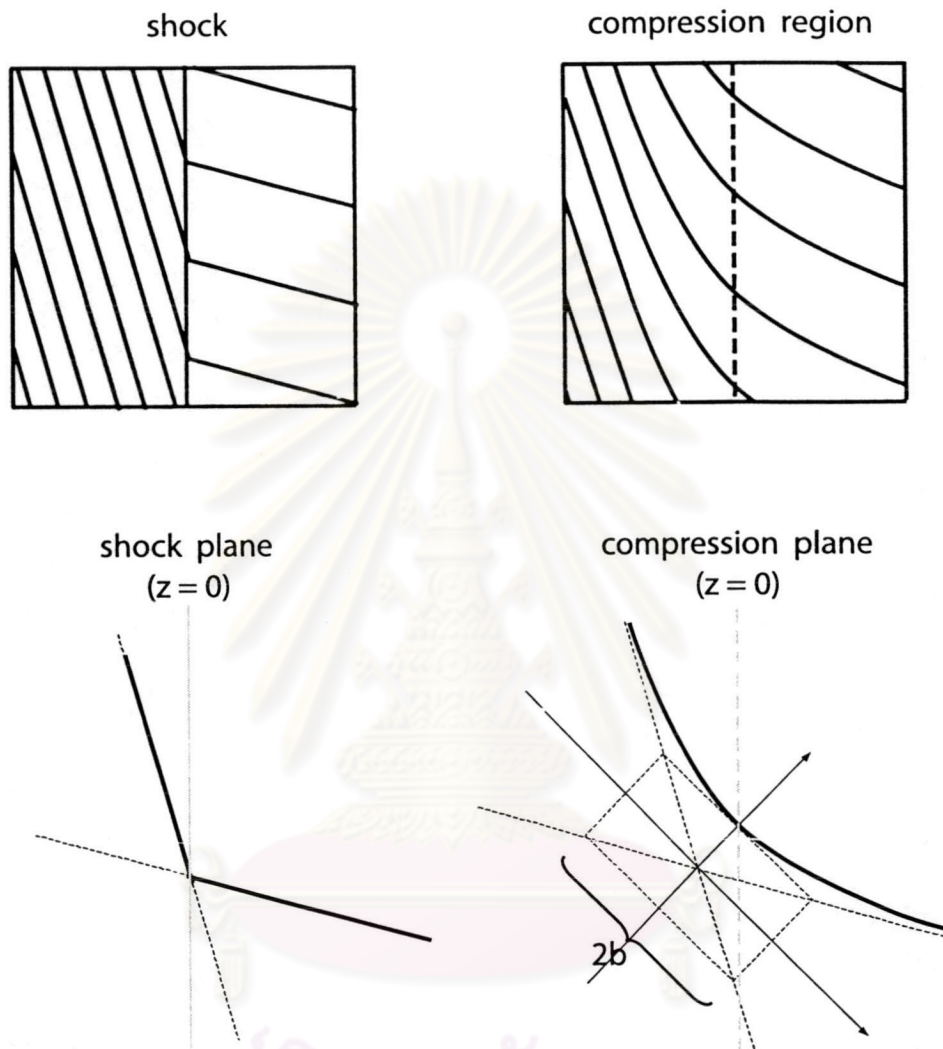 shock
compression region
shock plane
(z = 0)
compression plane
(z = 0)
2b